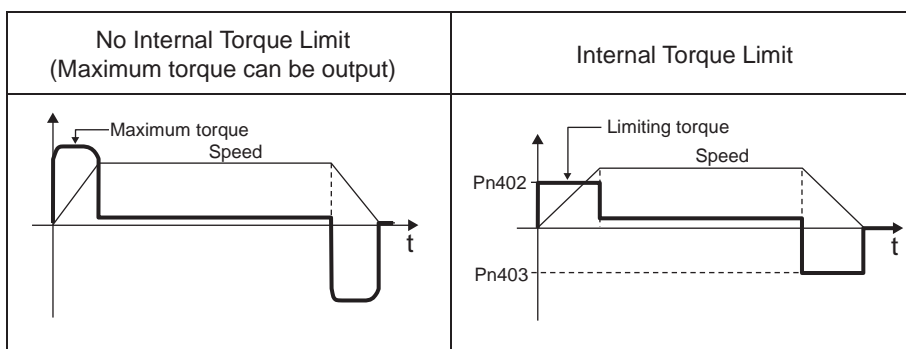 No Internal Torque Limit
(Maximum torque can be output)
Internal Torque Limit
Maximum torque
Speed
t
Limiting torque
Speed
Pn402
t
Pn403